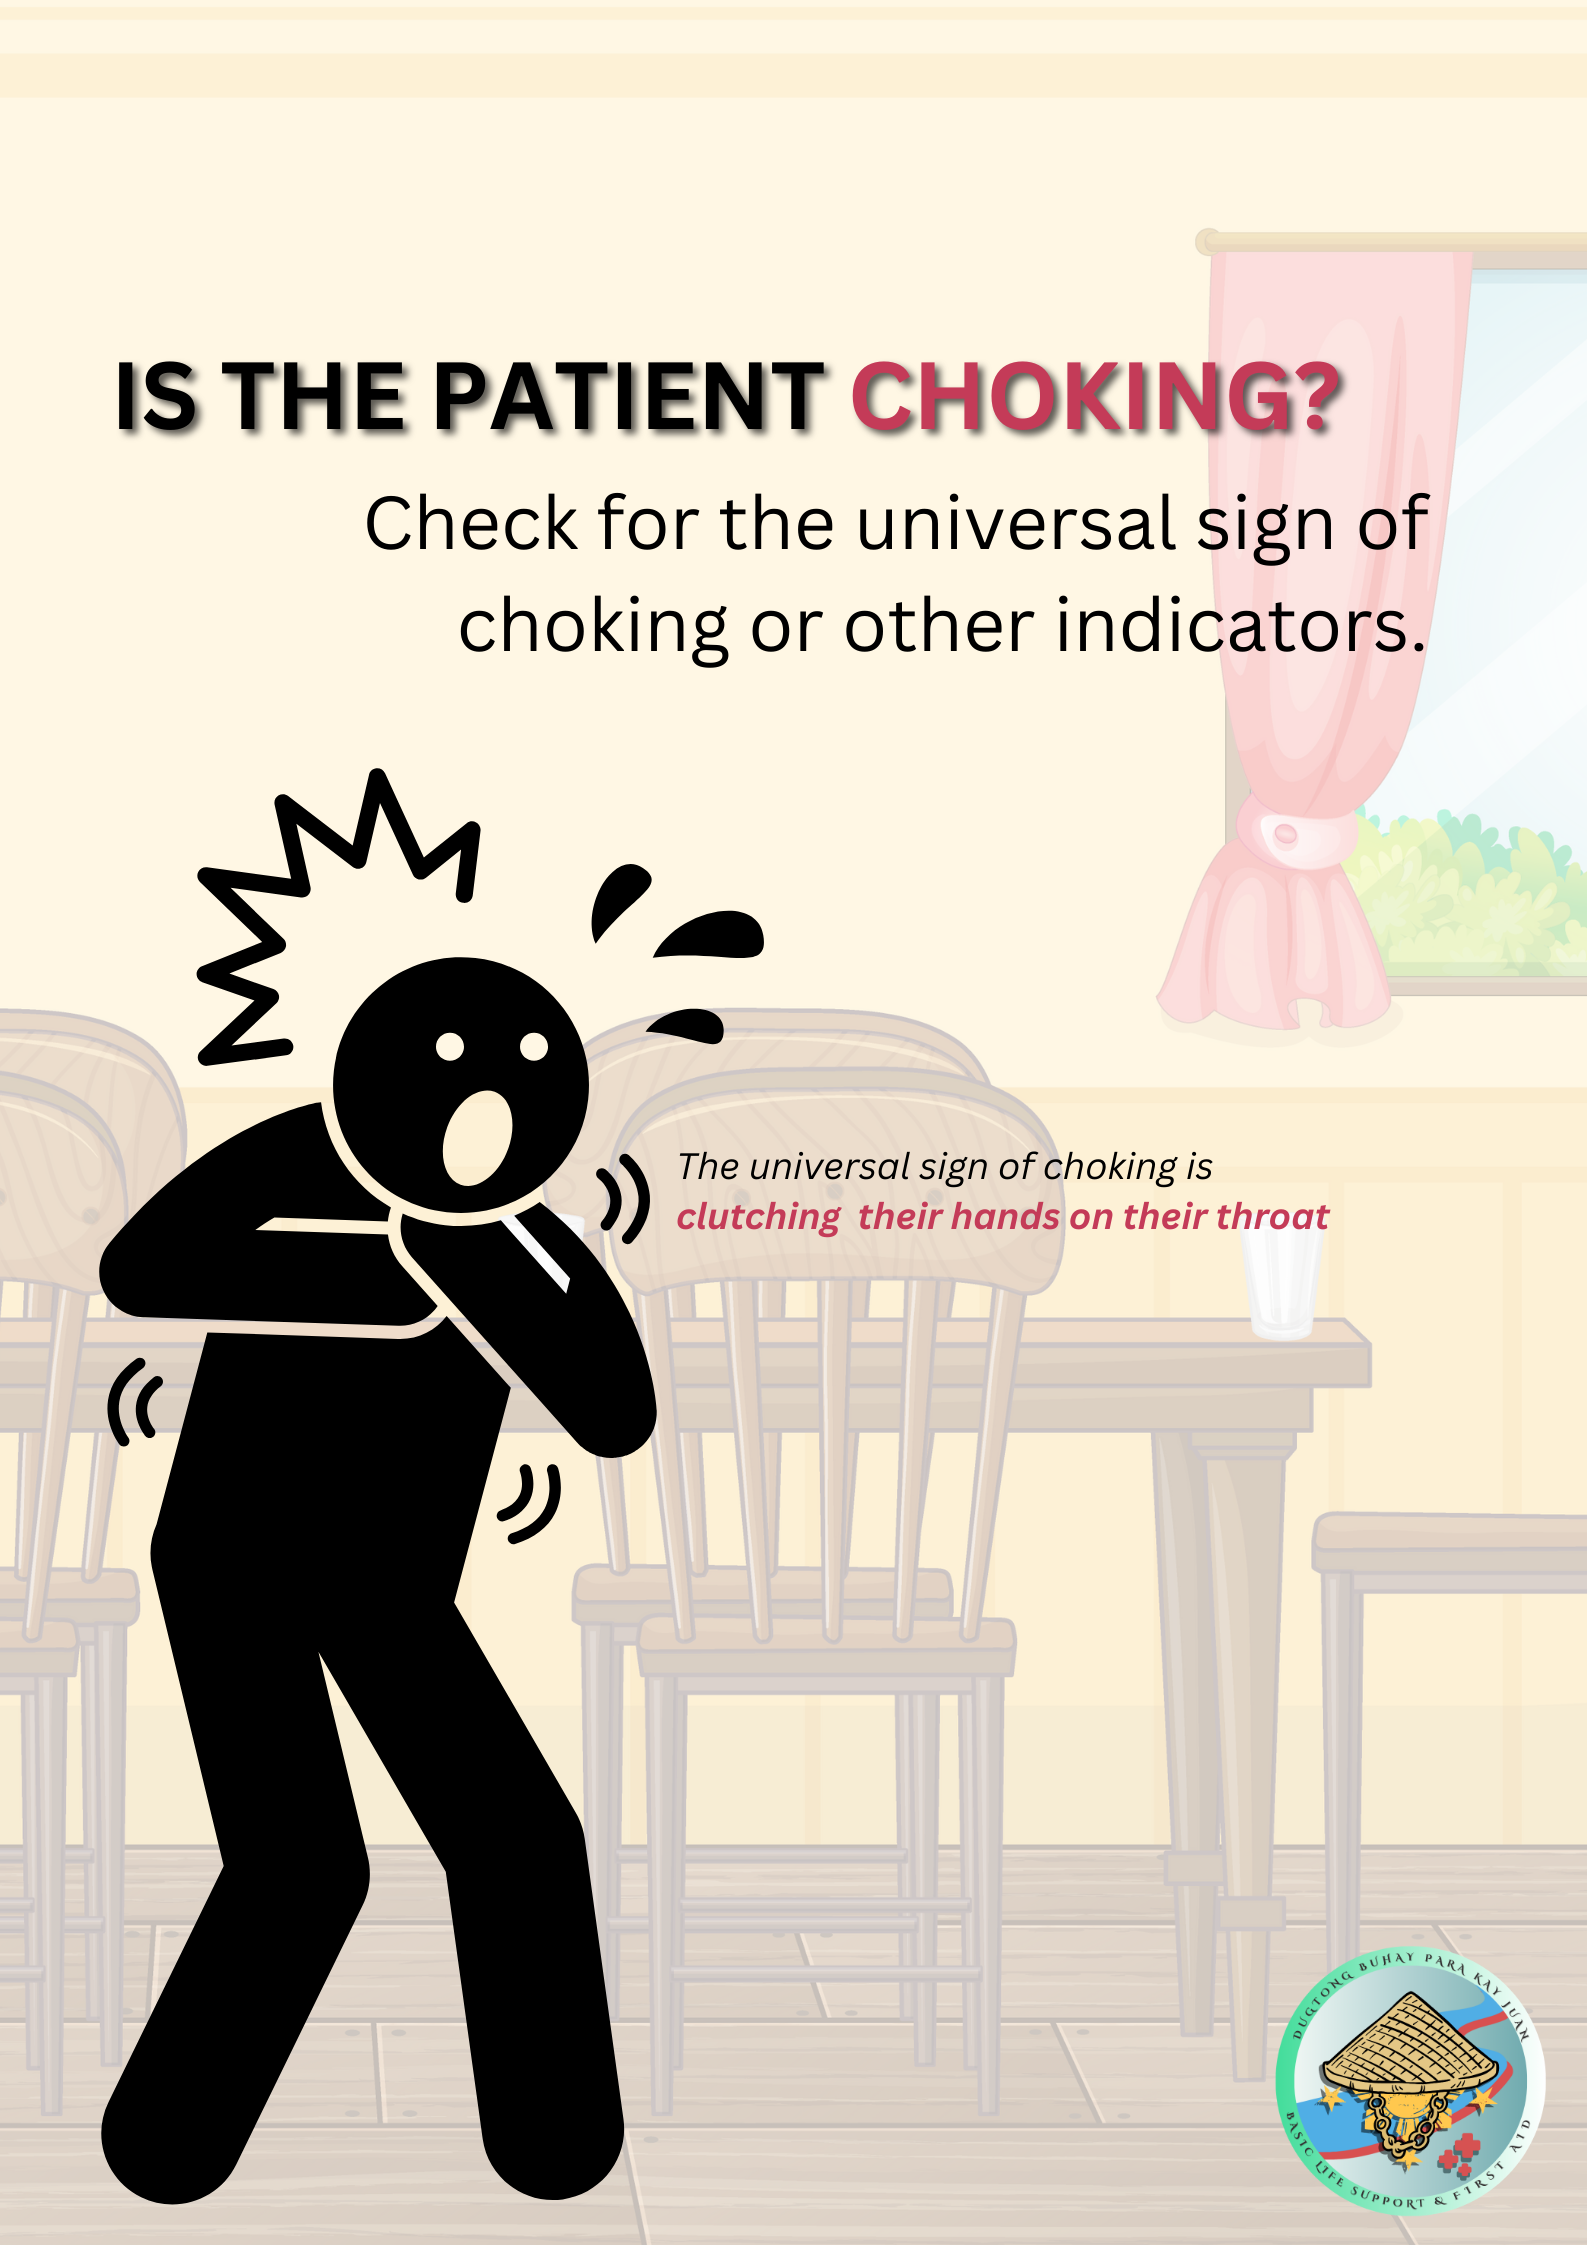 IS THE PATIENT CHOKING?
Check for the universal sign of
choking or other indicators.
The universal sign of choking is
clutching their hands on their throat
DUGTONG BUHAY PARA KAY JUAN
BASIC LIFE SUPPORT & FIRST AID